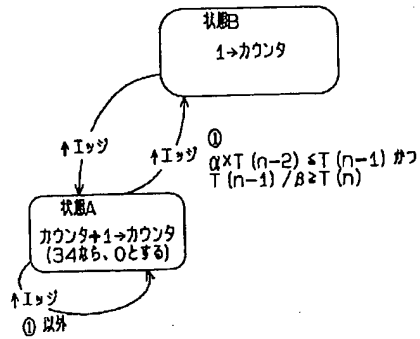 状態B
1→カウンタ
↑エッジ
↑エッジ
①
α×T(n-2)≦T(n-1) かつ
T(n-1)/β≧T(n)
状態A
カウンタ+1→カウンタ
(34なら、0とする)
↑エッジ
① 以外